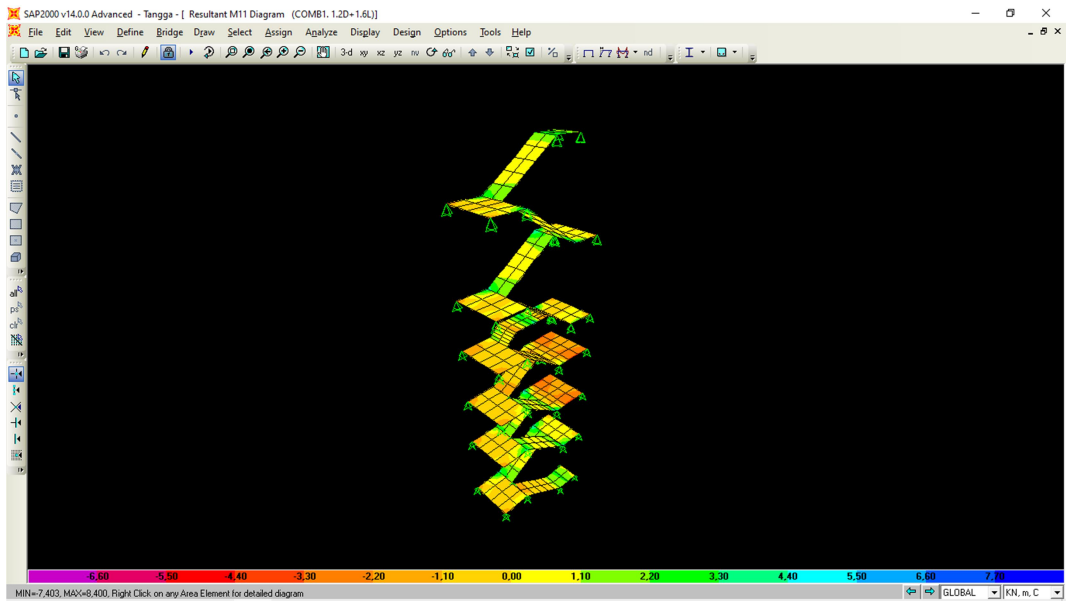 SAP2000 v14.0.0 Advanced - Tangga - [ Resultant M11 Diagram (COMB1. 1.2D+1.6L)]
File Edit View Define Bridge Draw Select Assign Analyze Display Design Options Tools Help
3-d xy xz yz nv nd
all
ps
clr
-6,60 -5,50 -4,40 -3,30 -2,20 -1,10 0,00 1,10 2,20 3,30 4,40 5,50 6,60 7,70
MIN=-7,403, MAX=8,400, Right Click on any Area Element for detailed diagram GLOBAL KN, m, C